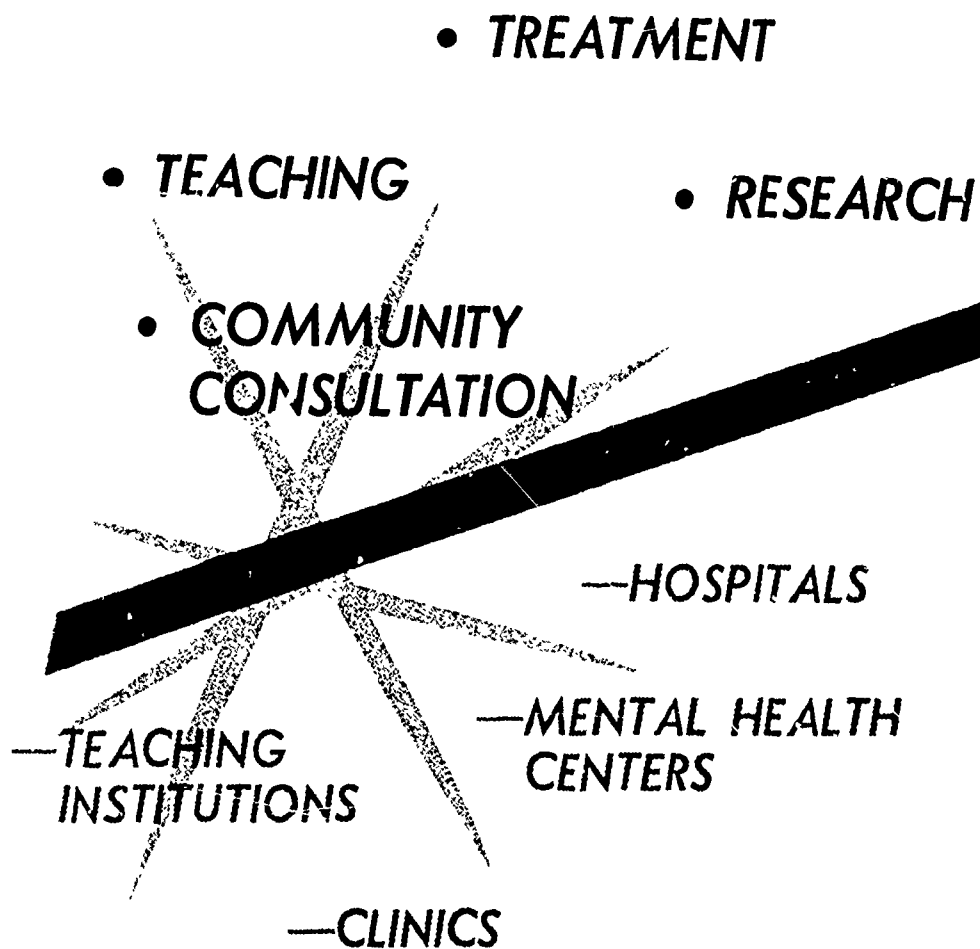 • TREATMENT
• TEACHING
• RESEARCH
• COMMUNITY
CONSULTATION
—HOSPITALS
—MENTAL HEALTH
CENTERS
—TEACHING
INSTITUTIONS
—CLINICS